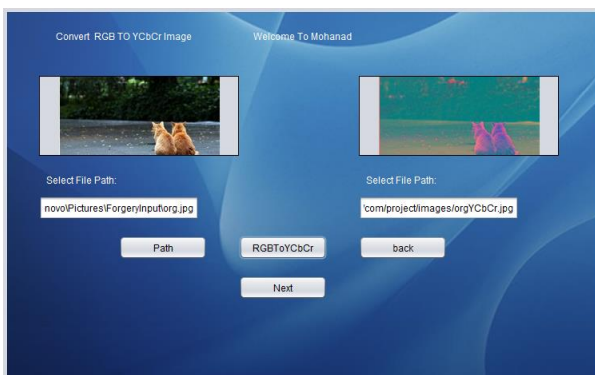 Convert RGB TO YCbCr Image
Welcome To Mohanad
Select File Path:
Select File Path:
novo\Pictures\ForgeryInput\org.jpg
'com/project/images/orgYCbCr.jpg
Path
RGBToYCbCr
back
Next